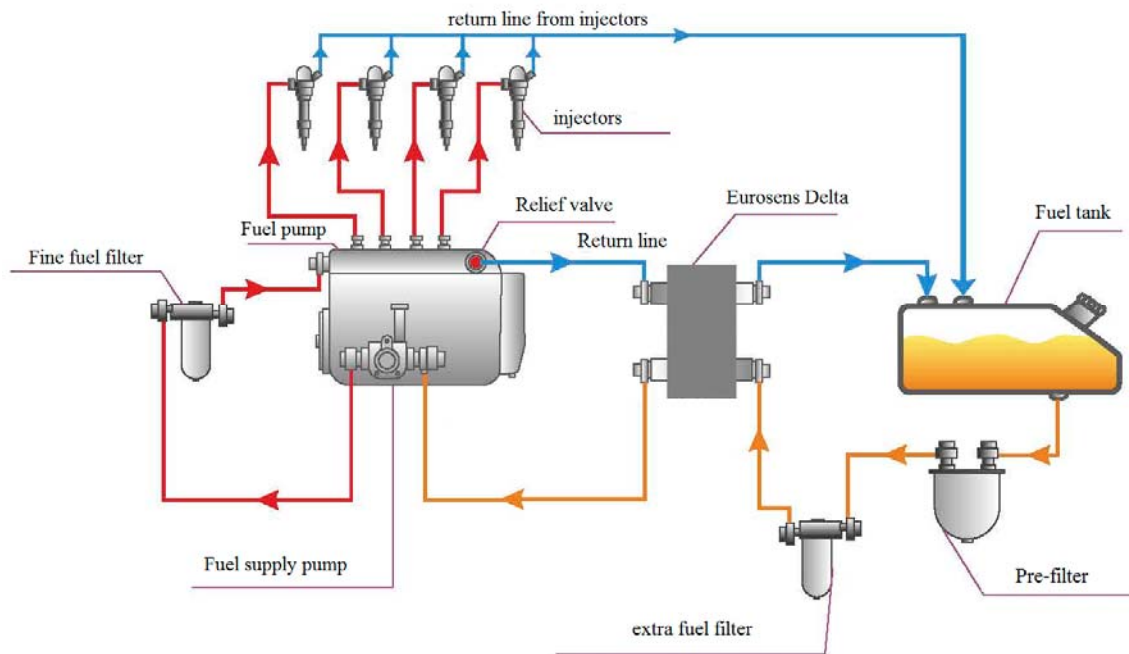 return line from injectors
injectors
Eurosens Delta
Relief valve
Fuel tank
Fuel pump
Return line
Fine fuel filter
Fuel supply pump
Pre-filter
extra fuel filter